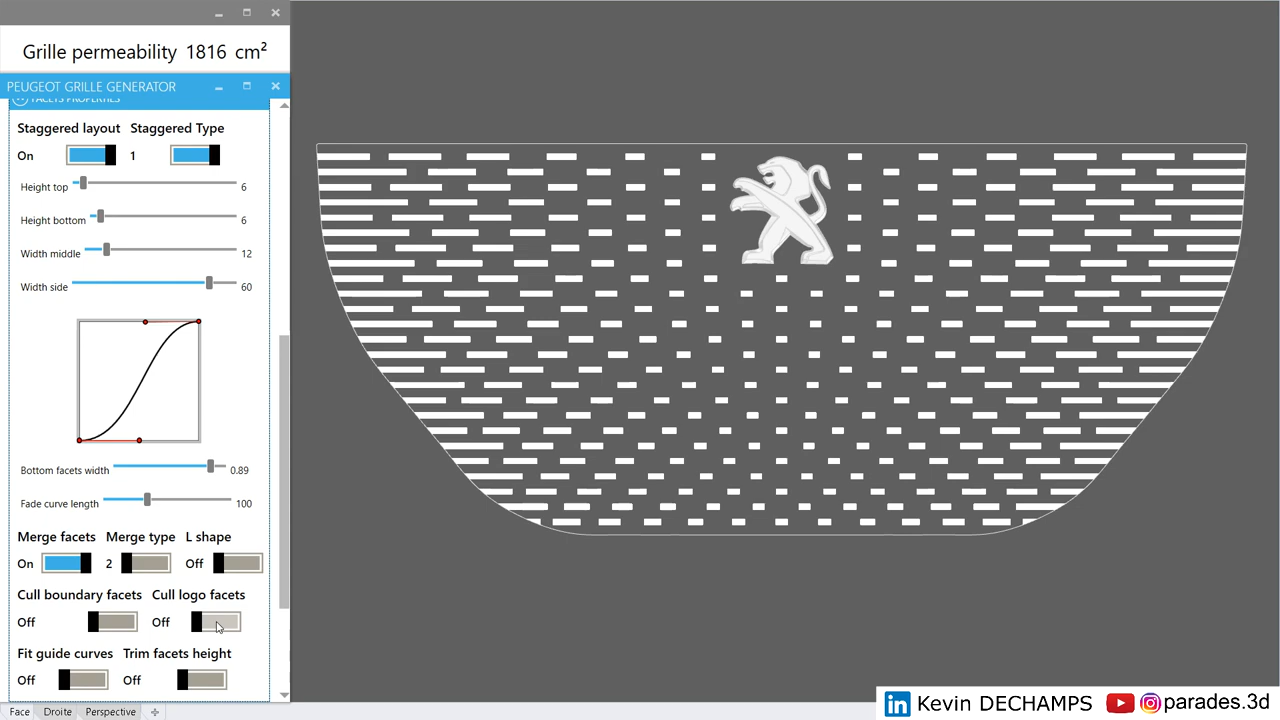 Grille permeability 1816 cm²
PEUGEOT GRILLE GENERATOR
FACETS PROPERTIES
Staggered layout Staggered Type
On 1
Height top 6
Height bottom 6
Width middle 12
Width side 60
Bottom facets width 0.89
Fade curve length 100
Merge facets Merge type L shape
On 2 Off
Cull boundary facets Cull logo facets
Off Off
Fit guide curves Trim facets height
Off Off
Face Droite Perspective
in Kevin DECHAMPS parades.3d